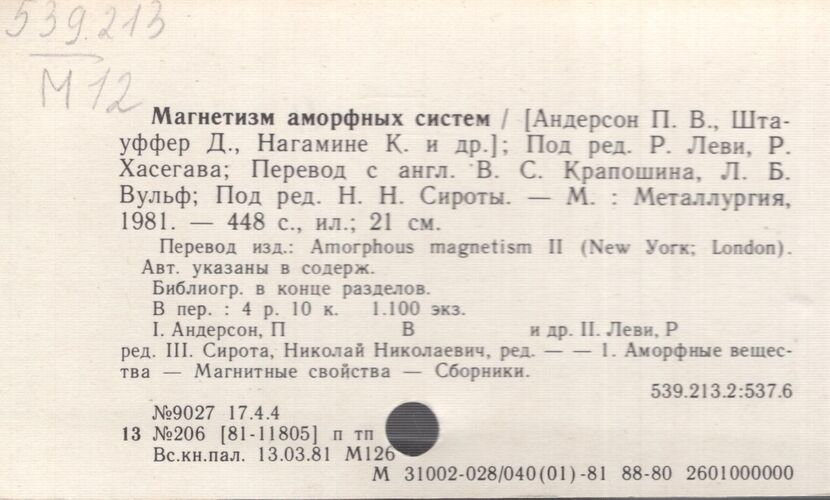 539.213
М12
Магнетизм аморфных систем / [Андерсон П. В., Шта-
уффер Д., Нагамине К. и др.]; Под ред. Р. Леви, Р.
Хасегава; Перевод с англ. В. С. Крапошина, Л. Б.
Вульф; Под ред. Н. Н. Сироты. — М. : Металлургия,
1981. — 448 с., ил.; 21 см.
Перевод изд.: Amorphous magnetism II (New Yorк; London).
Авт. указаны в содерж.
Библиогр. в конце разделов.
В пер. : 4 р. 10 к. 1.100 экз.
I. Андерсон, П В и др. II. Леви, Р
ред. III. Сирота, Николай Николаевич, ред. — — 1. Аморфные вещес-
тва — Магнитные свойства — Сборники.
539.213.2:537.6
№9027 17.4.4
13 №206 [81-11805] п тп
Вс.кн.пал. 13.03.81 М126
М 31002-028/040(01)-81 88-80 2601000000